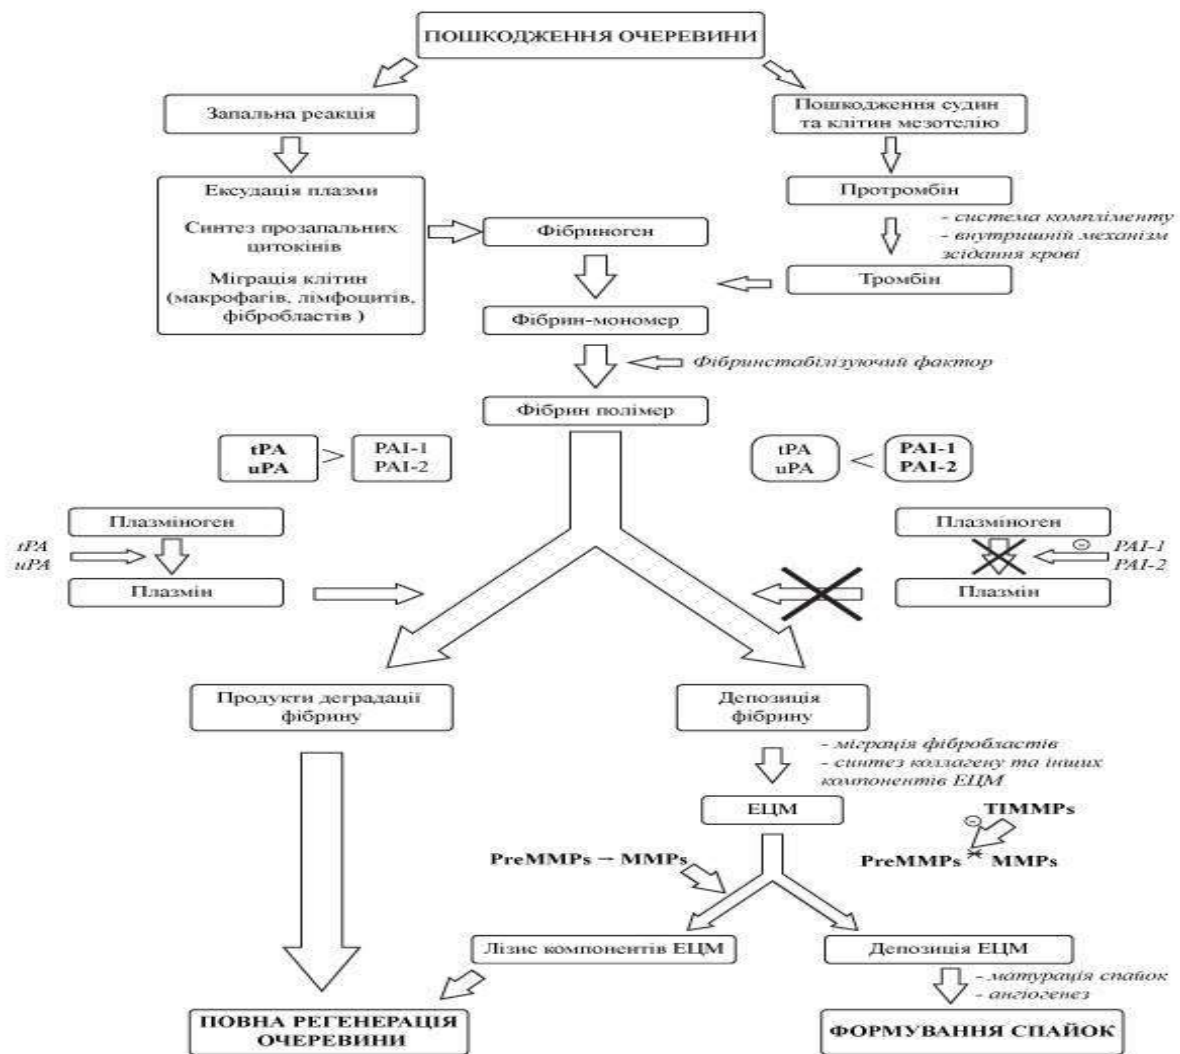 ПОШКОДЖЕННЯ ОЧЕРЕВИНИ
Запальна реакція
Пошкодження судин
та клітин мезотелію
Ексудація плазми
Синтез прозапальних
цитокінів
Міграція клітин
(макрофагів, лімфоцитів,
фібробластів )
Протромбін
- система компліменту
- внутришній механізм
зсідання крові
Фібриноген
Тромбін
Фібрин-мономер
Фібринстабілізуючий фактор
Фібрин полімер
tPA
uPA
>
PAI-1
PAI-2
tPA
uPA
<
PAI-1
PAI-2
Плазміноген
tPA
uPA
Плазмін
Плазміноген
-
PAI-1
PAI-2
Плазмін
Продукти деградації
фібрину
Депозиція
фібрину
- міграція фібробластів
- синтез коллагену та інших
компонентів ЕЦМ
ЕЦМ
TIMMPs
-
PreMMPs → MMPs
PreMMPs MMPs
Лізис компонентів ЕЦМ
Депозиція ЕЦМ
- матурація спайок
- ангіогенез
ПОВНА РЕГЕНЕРАЦІЯ
ОЧЕРЕВИНИ
ФОРМУВАННЯ СПАЙОК